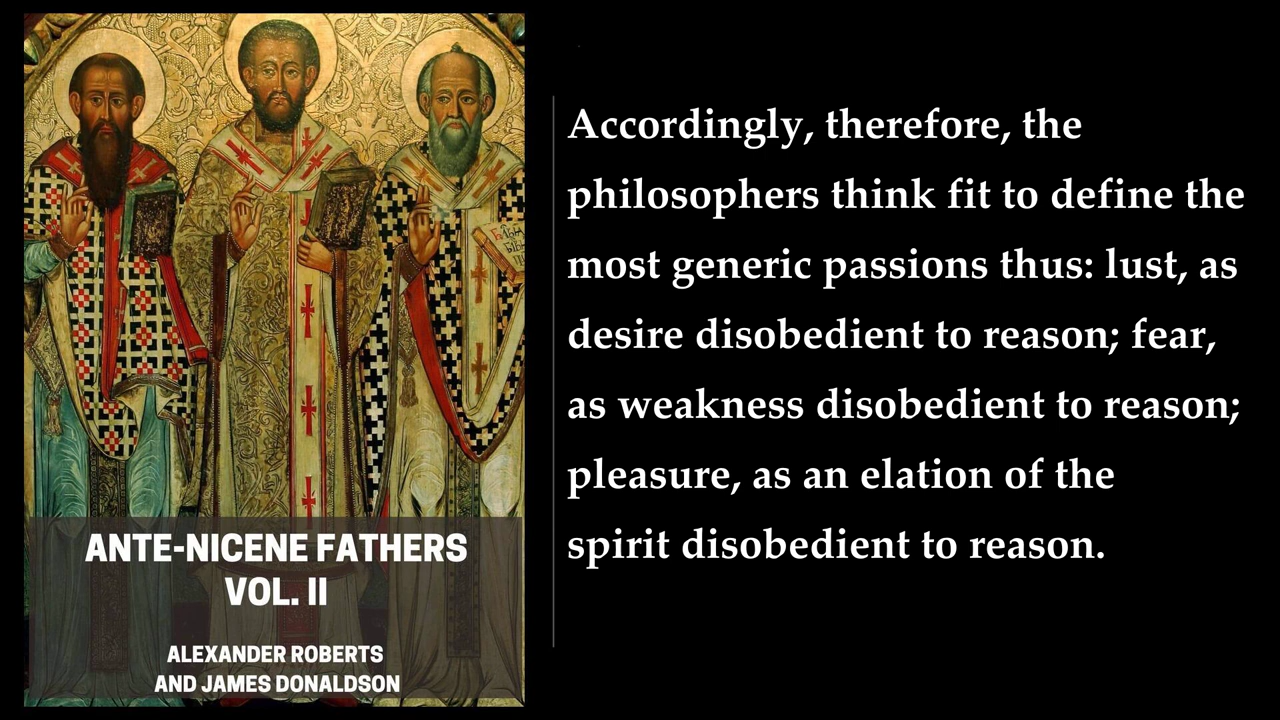 ANTE-NICENE FATHERS
VOL. II
ALEXANDER ROBERTS
AND JAMES DONALDSON
Accordingly, therefore, the
philosophers think fit to define the
most generic passions thus: lust, as
desire disobedient to reason; fear,
as weakness disobedient to reason;
pleasure, as an elation of the
spirit disobedient to reason.